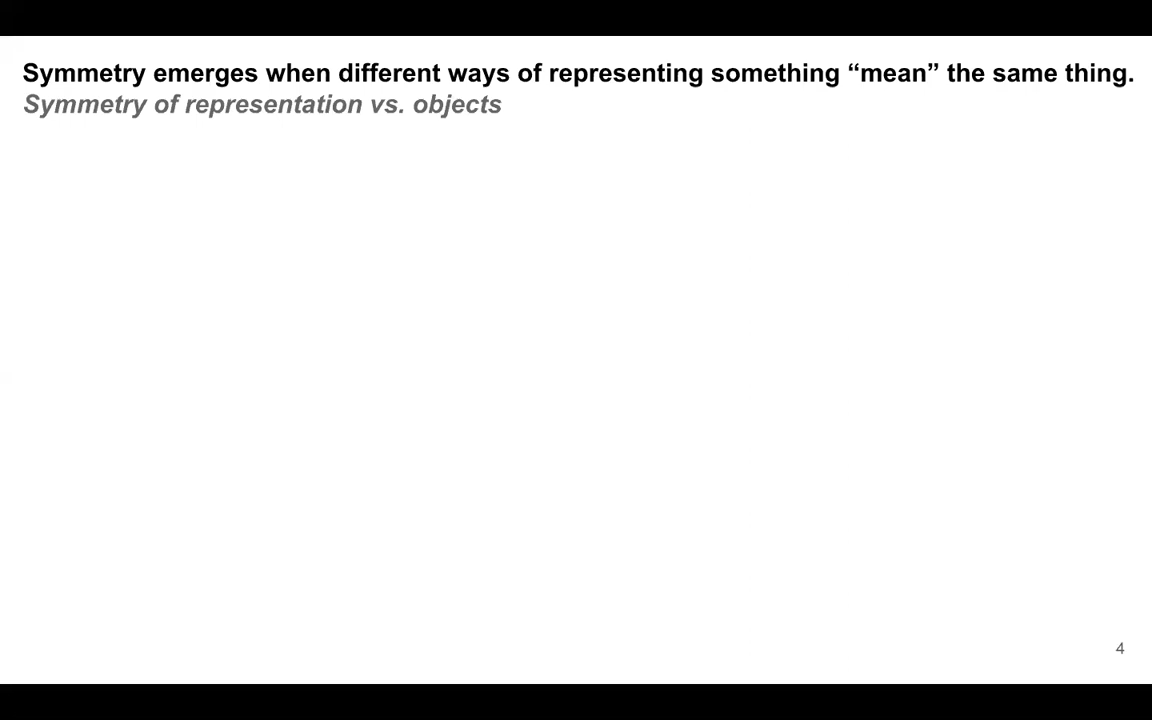 Symmetry emerges when different ways of representing something “mean” the same thing.
Symmetry of representation vs. objects
4